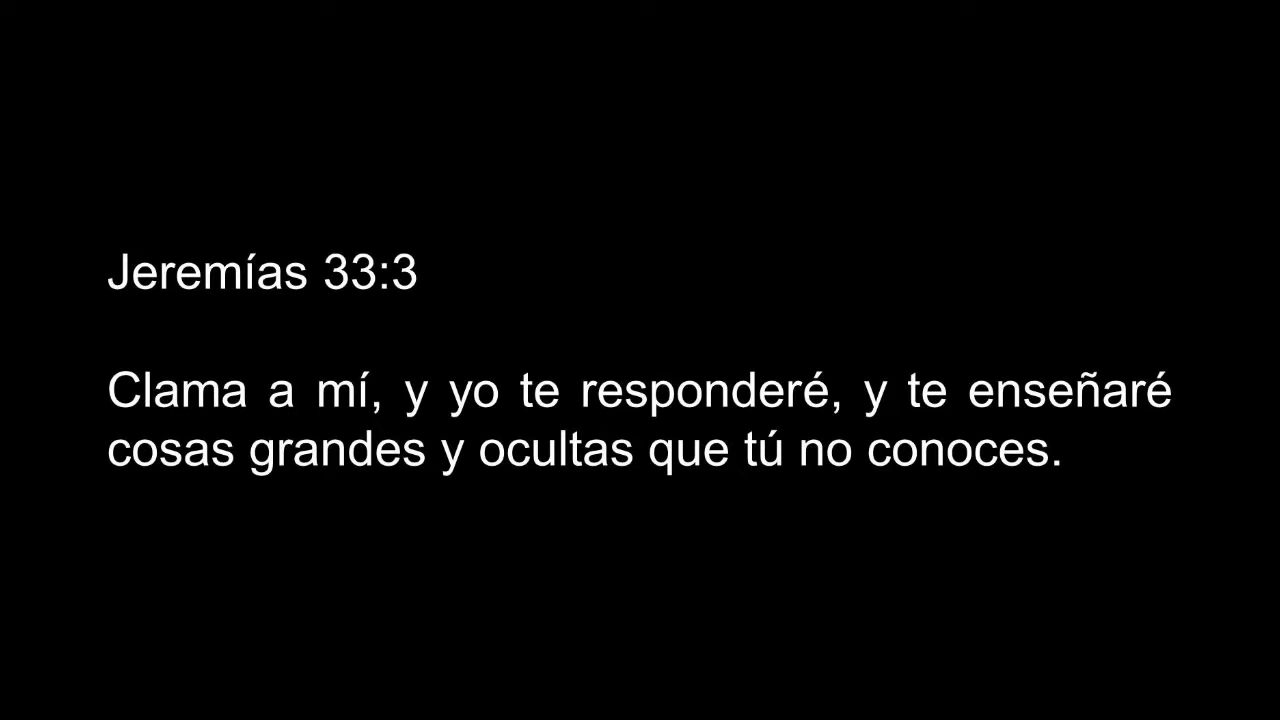 Jeremías 33:3
Clama a mí, y yo te responderé, y te enseñaré
cosas grandes y ocultas que tú no conoces.